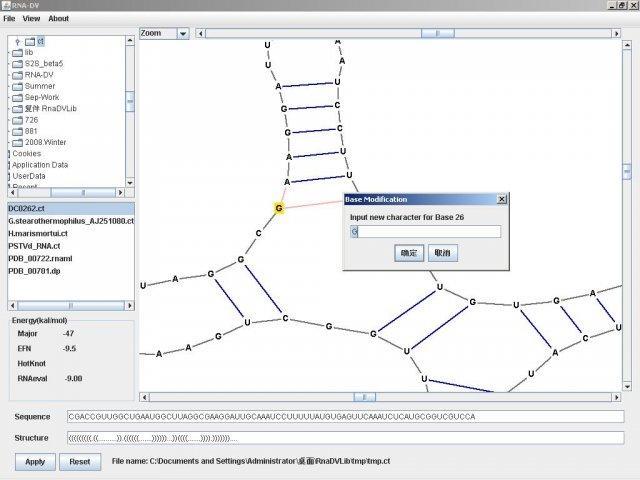 RNA-DV
File View About
Zoom
ct
lib
S2S_beta5
RNA-DV
Summer
Sep-Work
复件 RnaDVLib
726
881
2008.Winter
Cookies
Application Data
UserData
Recent
DC0262.ct
G.stearothermophilus_AJ251080.ct
H.marismortui.ct
PSTVd_RNA.ct
PDB_00722.rnaml
PDB_00701.dp
Energy(kal/mol)
Major -47
EFN -9.5
HotKnot
RNAeval -9.00
U A
U A
A U
G C
G C
A U
A U
G
Base Modification
Input new character for Base 26
G
确定 取消
C
G
U A G
U G U G A
A A G U C G G U C U
U A
U U
Sequence CGACCGUUGGCUGAAUGGCUUAGGCGAAGGAUUGCAAAUCCUUUUUAUGUGAGUUCAAAUCUCAUGCGGUCGUCCA
Structure
Apply Reset File name: C:\Documents and Settings\Administrator\桌面\RnaDVLib\tmp\tmp.ct